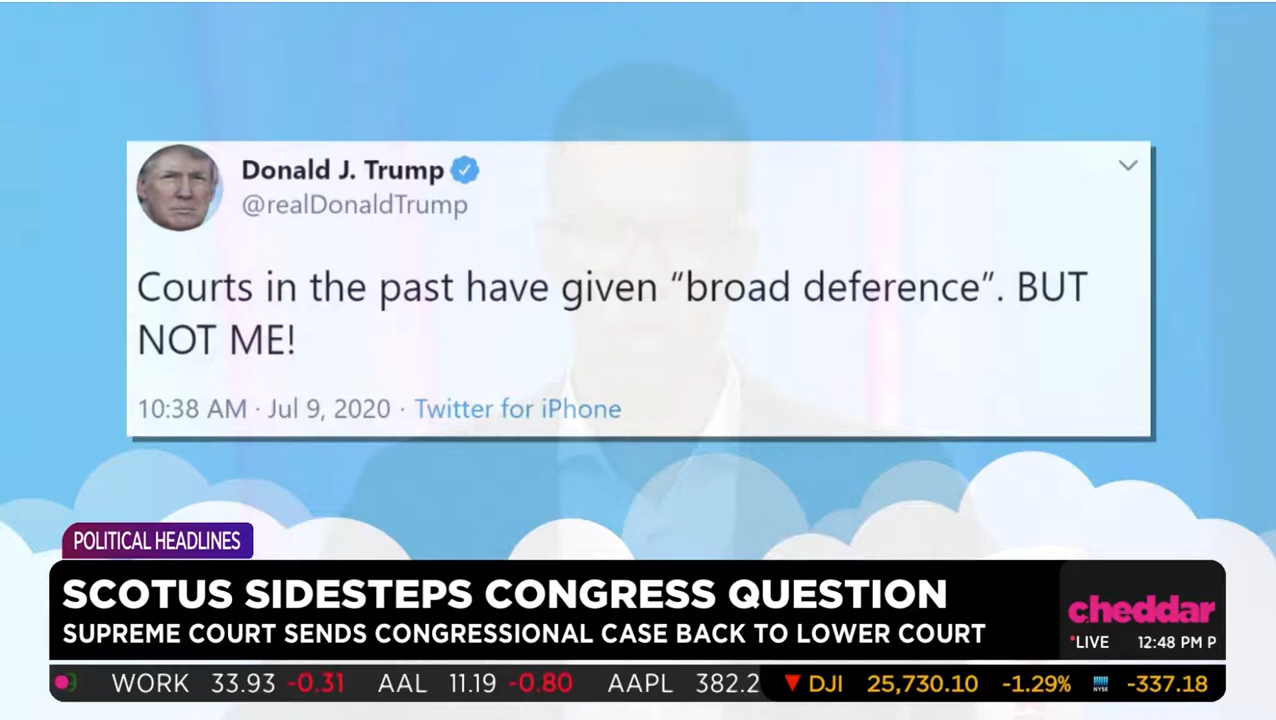 Donald J. Trump
@realDonaldTrump
Courts in the past have given “broad deference”. BUT
NOT ME!
10:38 AM · Jul 9, 2020 · Twitter for iPhone
POLITICAL HEADLINES
SCOTUS SIDESTEPS CONGRESS QUESTION
SUPREME COURT SENDS CONGRESSIONAL CASE BACK TO LOWER COURT
cheddar
LIVE 12:48 PM P
WORK 33.93 -0.31 AAL 11.19 -0.80 AAPL 382.2 DJI 25,730.10 -1.29% NYSE -337.18